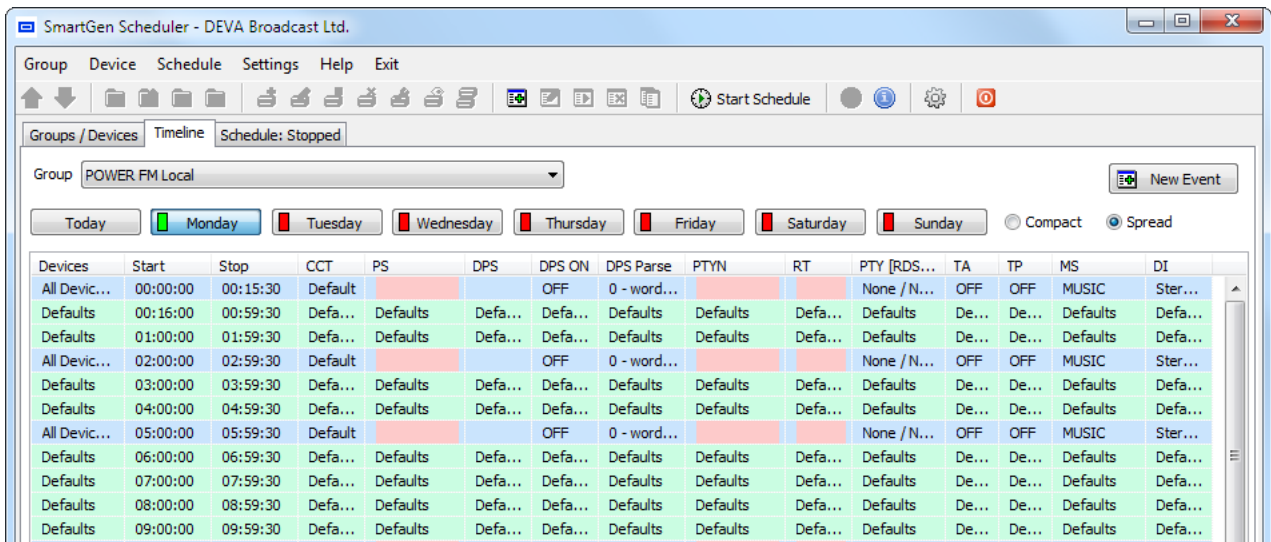 SmartGen Scheduler - DEVA Broadcast Ltd.
Group Device Schedule Settings Help Exit
Start Schedule
Groups / Devices Timeline Schedule: Stopped
Group POWER FM Local New Event
Today Monday Tuesday Wednesday Thursday Friday Saturday Sunday Compact Spread
Devices Start Stop CCT PS DPS DPS ON DPS Parse PTYN RT PTY [RDS... TA TP MS DI
All Devic... 00:00:00 00:15:30 Default OFF 0 - word... None / N... OFF OFF MUSIC Ster...
Defaults 00:16:00 00:59:30 Defa... Defaults Defa... Defa... Defaults Defaults Defa... Defaults De... De... Defaults Defa...
Defaults 01:00:00 01:59:30 Defa... Defaults Defa... Defa... Defaults Defaults Defa... Defaults De... De... Defaults Defa...
All Devic... 02:00:00 02:59:30 Default OFF 0 - word... None / N... OFF OFF MUSIC Ster...
Defaults 03:00:00 03:59:30 Defa... Defaults Defa... Defa... Defaults Defaults Defa... Defaults De... De... Defaults Defa...
Defaults 04:00:00 04:59:30 Defa... Defaults Defa... Defa... Defaults Defaults Defa... Defaults De... De... Defaults Defa...
All Devic... 05:00:00 05:59:30 Default OFF 0 - word... None / N... OFF OFF MUSIC Ster...
Defaults 06:00:00 06:59:30 Defa... Defaults Defa... Defa... Defaults Defaults Defa... Defaults De... De... Defaults Defa...
Defaults 07:00:00 07:59:30 Defa... Defaults Defa... Defa... Defaults Defaults Defa... Defaults De... De... Defaults Defa...
Defaults 08:00:00 08:59:30 Defa... Defaults Defa... Defa... Defaults Defaults Defa... Defaults De... De... Defaults Defa...
Defaults 09:00:00 09:59:30 Defa... Defaults Defa... Defa... Defaults Defaults Defa... Defaults De... De... Defaults Defa...